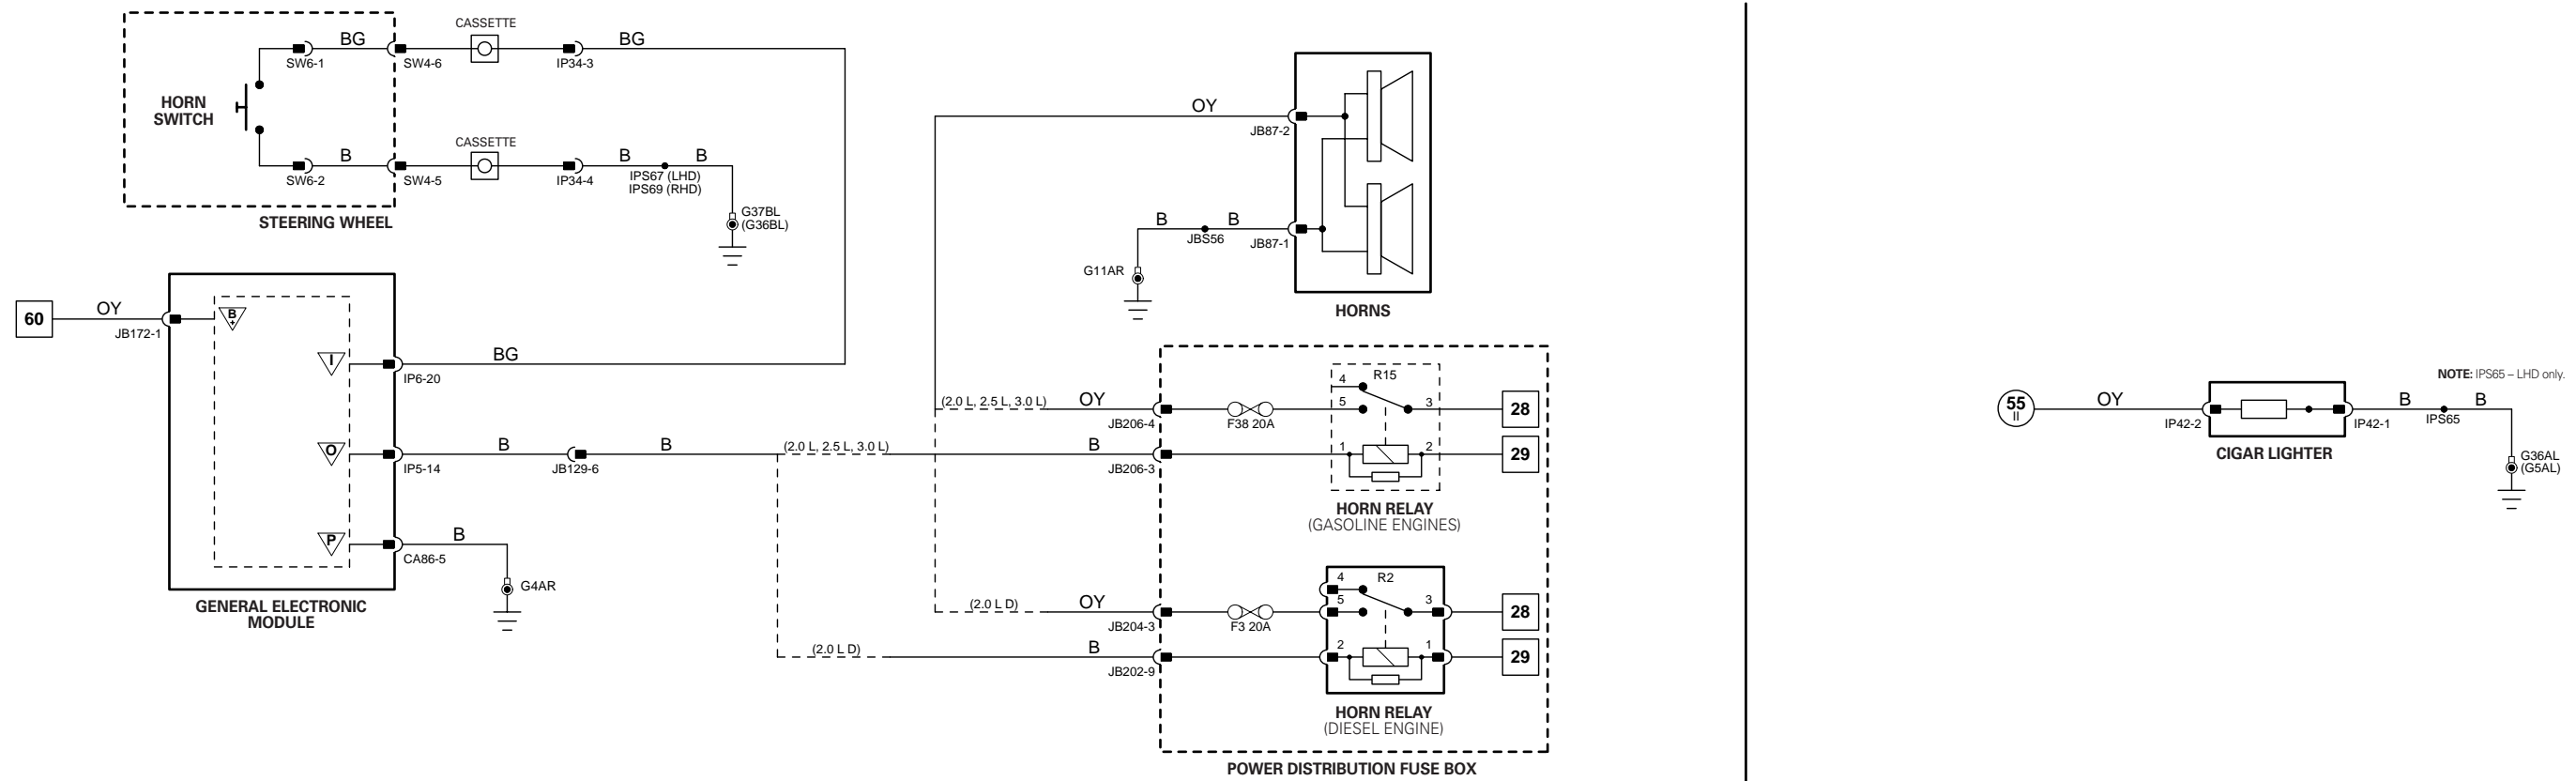 CASSETTE
BG
BG
SW6-1
SW4-6
IP34-3
HORN
SWITCH
CASSETTE
B
B
B
SW6-2
SW4-5
IP34-4
IPS67 (LHD)
IPS69 (RHD)
G37BL
(G36BL)
STEERING WHEEL
60
OY
JB172-1
B
+
I
BG
IP6-20
O
B
B
IP5-14
JB129-6
P
B
CA86-5
G4AR
GENERAL ELECTRONIC
MODULE
OY
JB87-2
B
B
JBS56
JB87-1
G11AR
HORNS
(2.0 L, 2.5 L, 3.0 L)
OY
JB206-4
F38 20A
4
R15
5
3
28
(2.0 L, 2.5 L, 3.0 L)
B
JB206-3
1
2
29
HORN RELAY
(GASOLINE ENGINES)
(2.0 L D)
OY
JB204-3
F3 20A
4
R2
5
3
28
(2.0 L D)
B
JB202-9
2
1
29
HORN RELAY
(DIESEL ENGINE)
POWER DISTRIBUTION FUSE BOX
NOTE: IPS65 – LHD only.
55
II
OY
IP42-2
IP42-1
B
B
IPS65
CIGAR LIGHTER
G36AL
(G5AL)